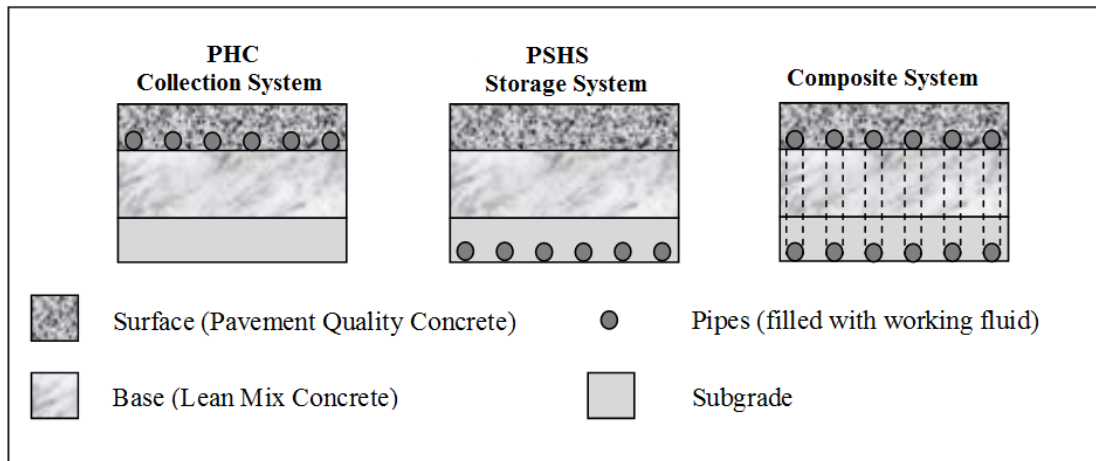 PHC
Collection System
PSHS
Storage System
Composite System
Surface (Pavement Quality Concrete)
Pipes (filled with working fluid)
Base (Lean Mix Concrete)
Subgrade